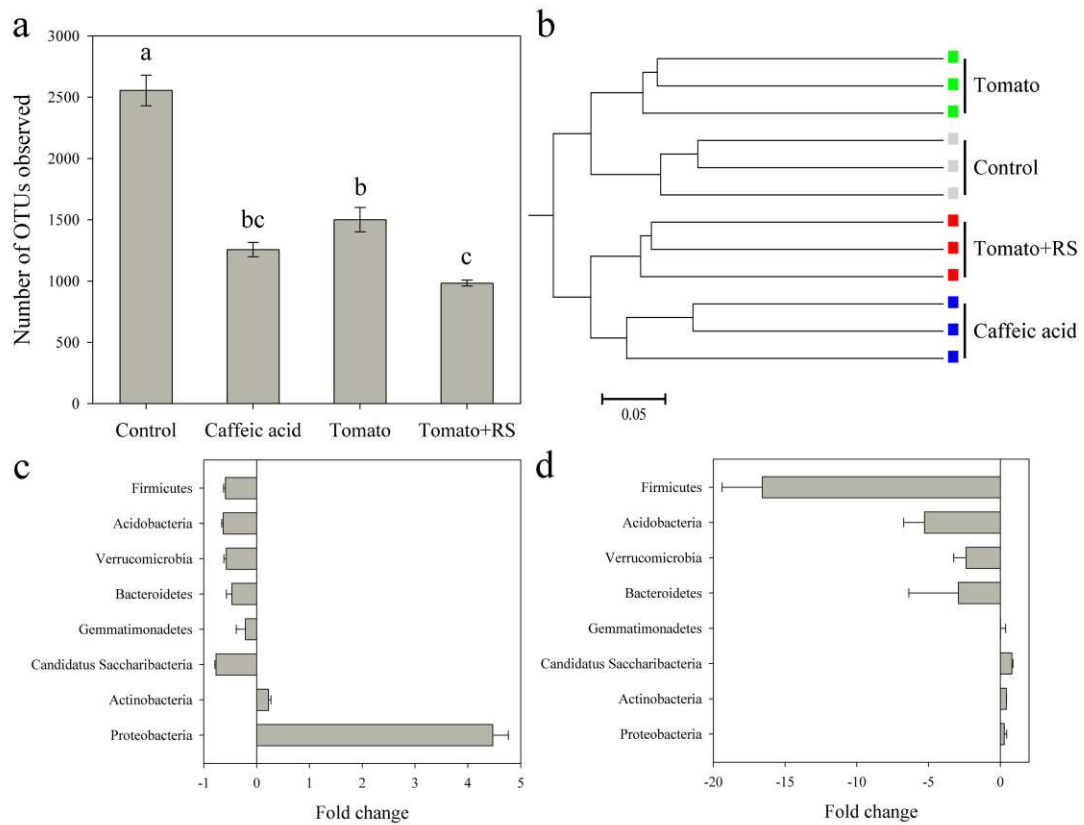 a
Number of OTUs observed
3000
2500
2000
1500
1000
500
0
a
bc
b
c
Control
Caffeic acid
Tomato
Tomato+RS
b
Tomato
Control
Tomato+RS
Caffeic acid
0.05
c
Firmicutes
Acidobacteria
Verrucomicrobia
Bacteroidetes
Gemmatimonadetes
Candidatus Saccharibacteria
Actinobacteria
Proteobacteria
-1 0 1 2 3 4 5
Fold change
d
Firmicutes
Acidobacteria
Verrucomicrobia
Bacteroidetes
Gemmatimonadetes
Candidatus Saccharibacteria
Actinobacteria
Proteobacteria
-20 -15 -10 -5 0
Fold change